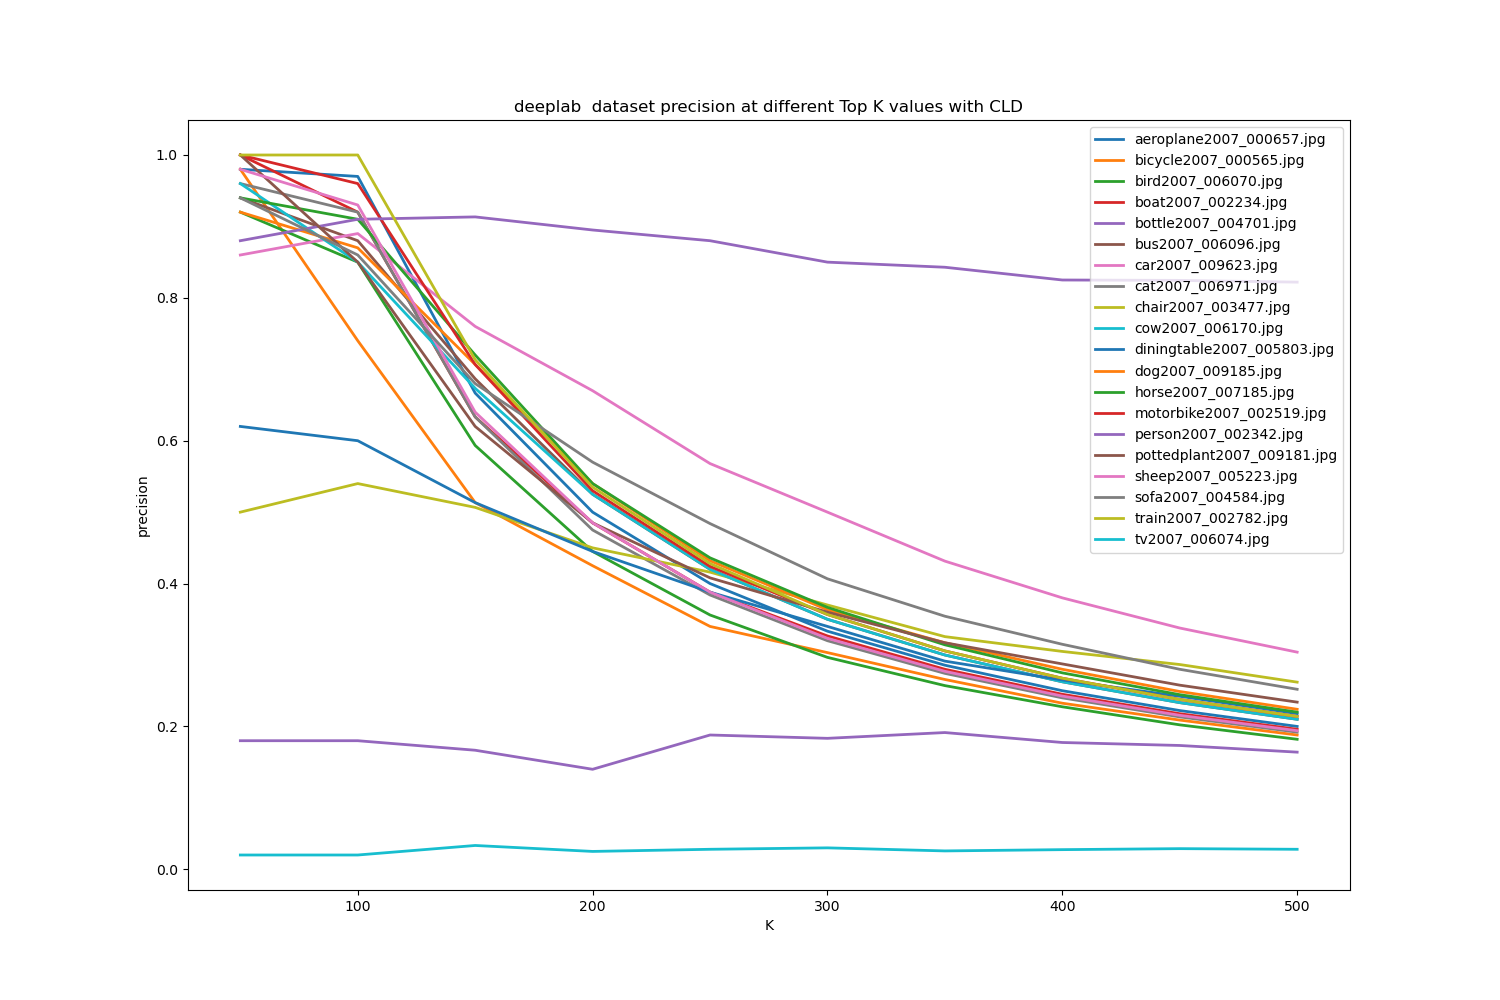 deeplab  dataset precision at different Top K values with CLD
1.0
0.8
0.6
0.4
0.2
0.0
precision
100
200
300
400
500
K
aeroplane2007_000657.jpg
bicycle2007_000565.jpg
bird2007_006070.jpg
boat2007_002234.jpg
bottle2007_004701.jpg
bus2007_006096.jpg
car2007_009623.jpg
cat2007_006971.jpg
chair2007_003477.jpg
cow2007_006170.jpg
diningtable2007_005803.jpg
dog2007_009185.jpg
horse2007_007185.jpg
motorbike2007_002519.jpg
person2007_002342.jpg
pottedplant2007_009181.jpg
sheep2007_005223.jpg
sofa2007_004584.jpg
train2007_002782.jpg
tv2007_006074.jpg